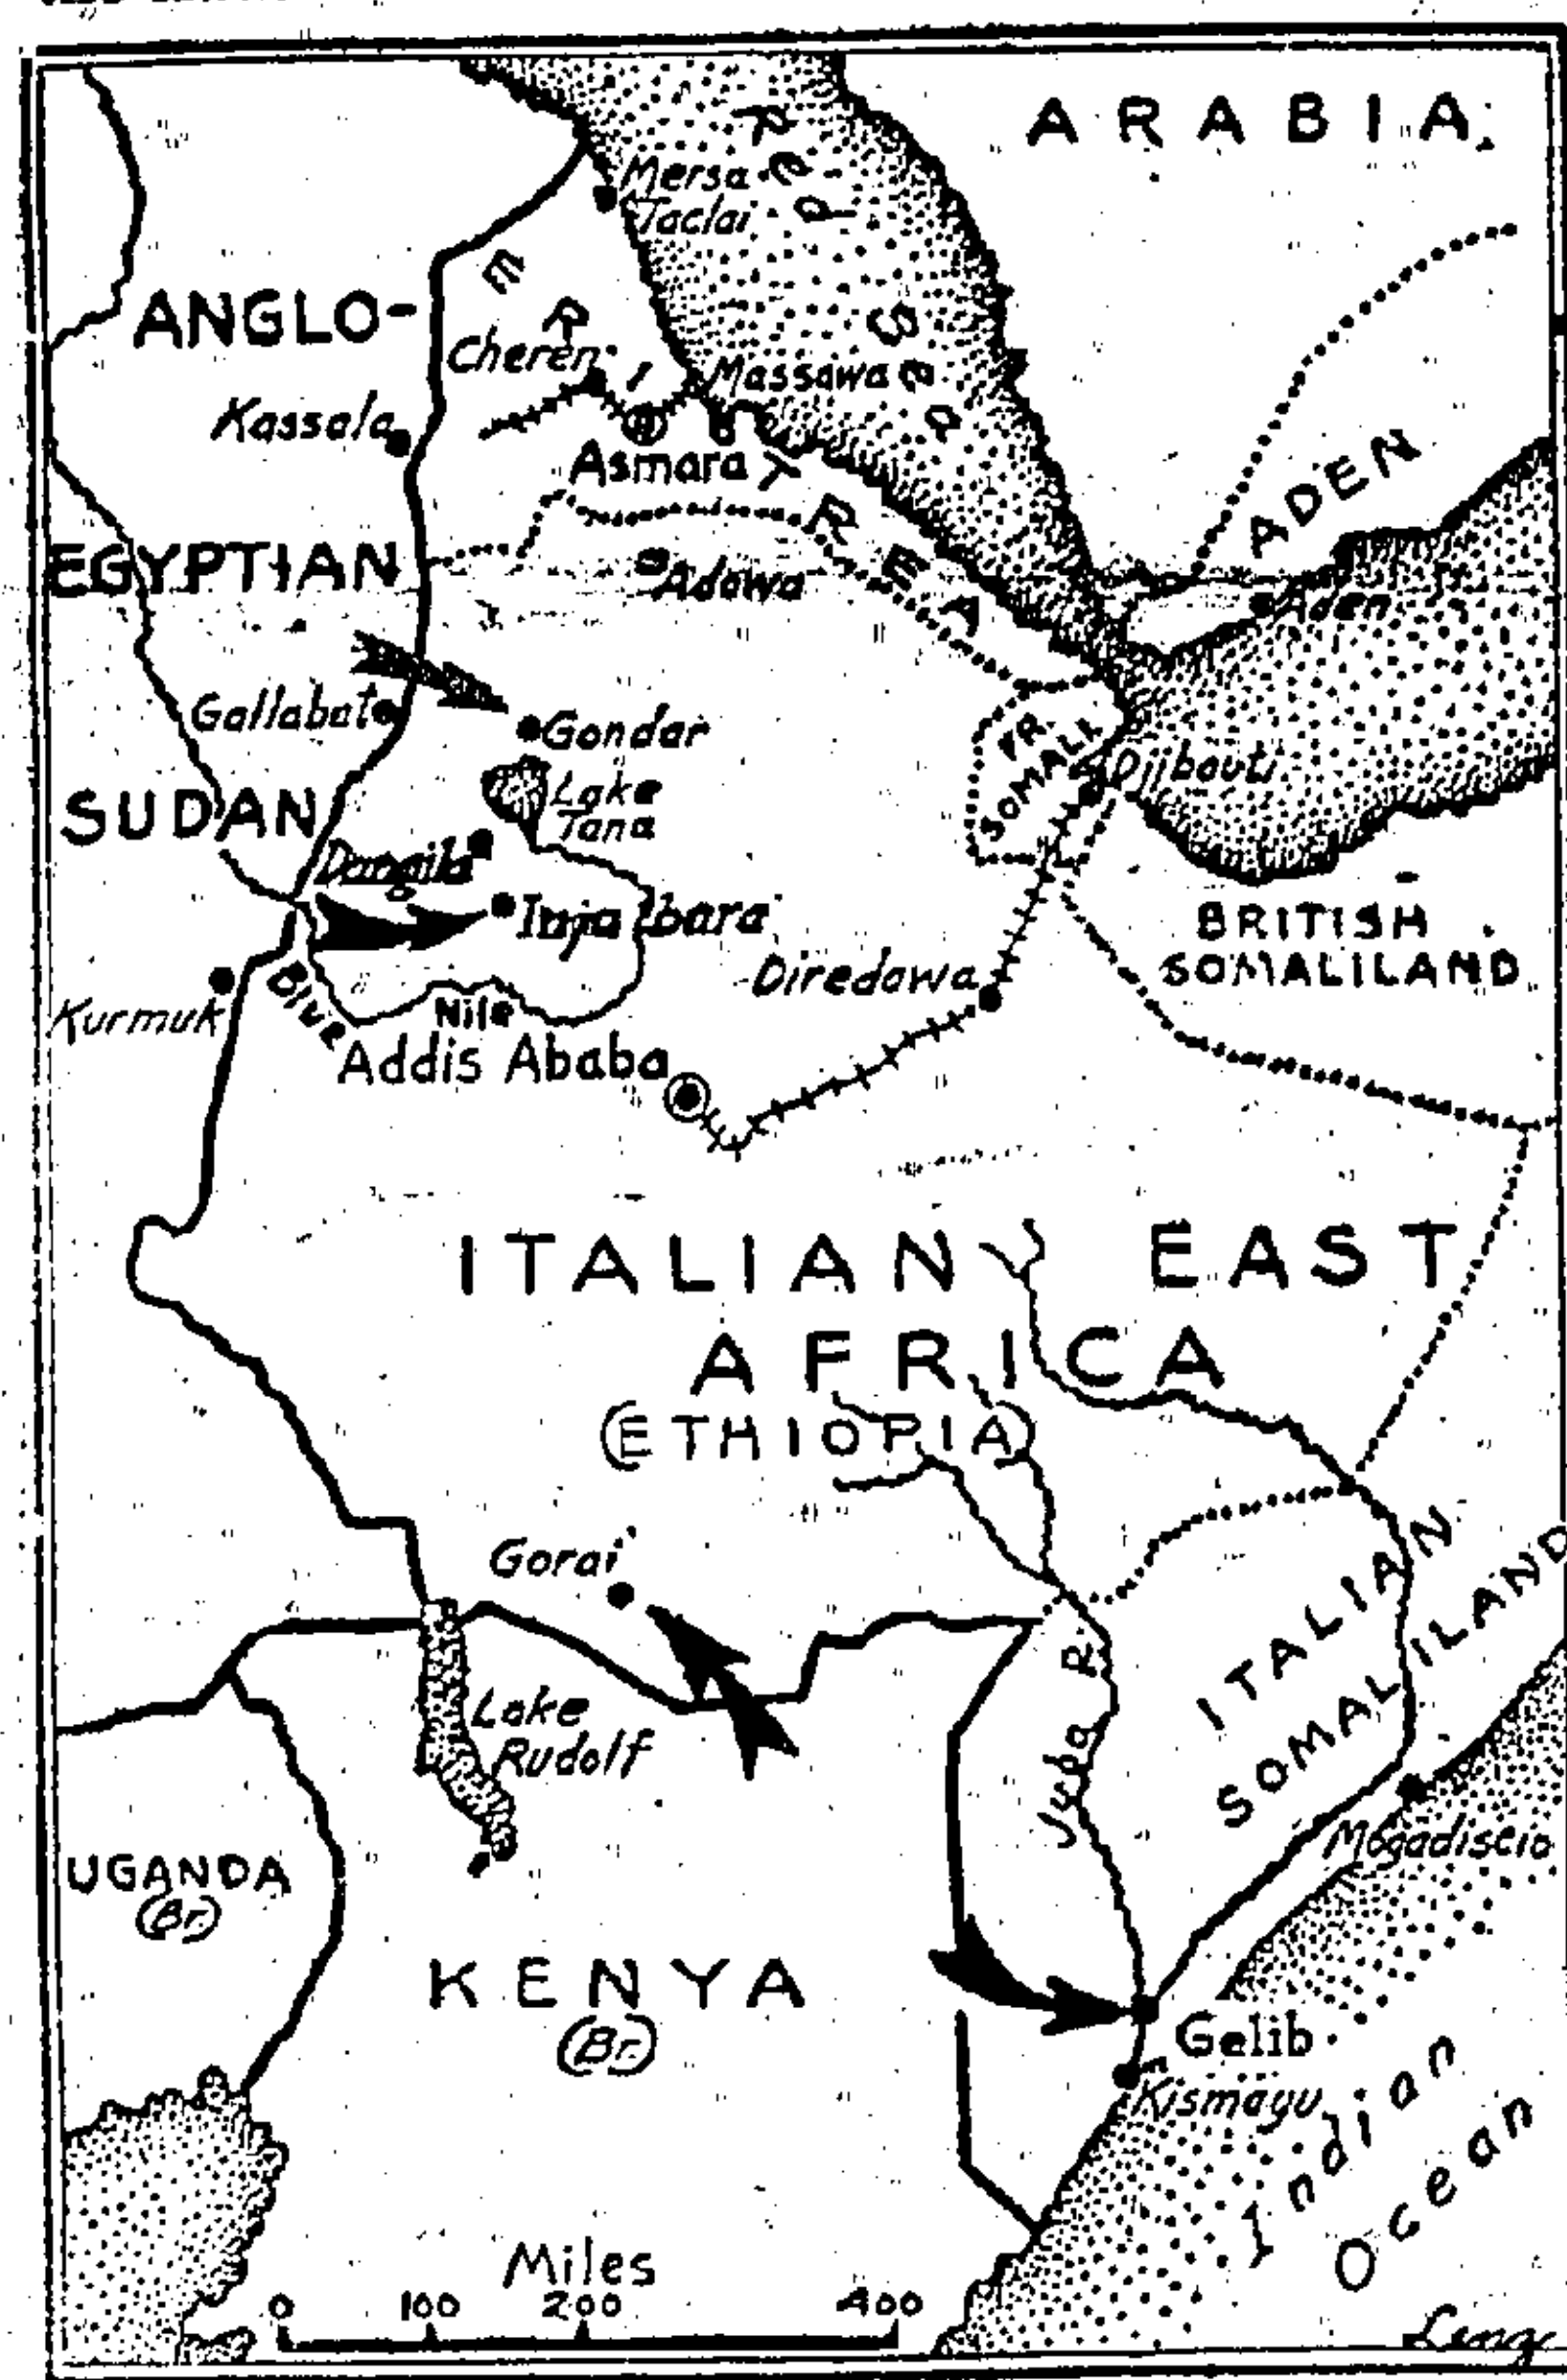 ARABIA
Red Sea
Mersa
Taclai
ERITREA
ANGLO-
Cheren
Massawa
Kassala
Asmara
ADEN
EGYPTIAN
Adowa
Aden
Gallabat
Gondar
FR.
SOMALI
Djibouti
SUDAN
Lake
Tana
Dangila
Injabara
BRITISH
SOMALILAND
Diredawa
Kurmuk
Blue Nile
Addis Ababa
ITALIAN EAST
AFRICA
(ETHIOPIA)
Gorai
ITALIAN
SOMALILAND
Lake
Rudolf
Juba R.
Mogadiscio
UGANDA
(Br.)
KENYA
(Br.)
Gelib
Kismayu
Indian
Ocean
Miles
0 100 200 400